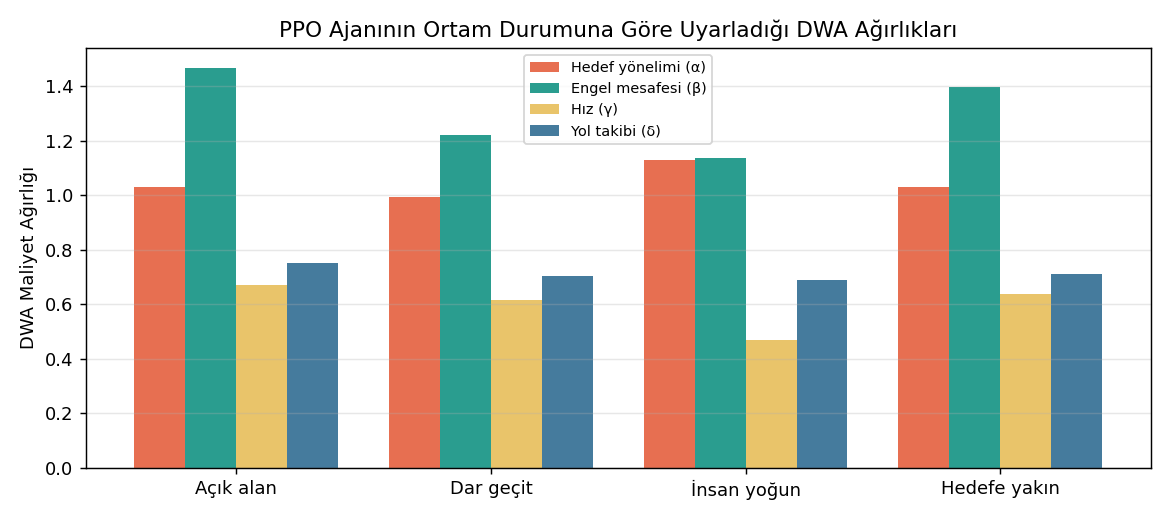 PPO Ajanının Ortam Durumuna Göre Uyarladığı DWA Ağırlıkları
Hedef yönelimi (α)
Engel mesafesi (β)
Hız (γ)
Yol takibi (δ)
DWA Maliyet Ağırlığı
1.4
1.2
1.0
0.8
0.6
0.4
0.2
0.0
Açık alan
Dar geçit
İnsan yoğun
Hedefe yakın